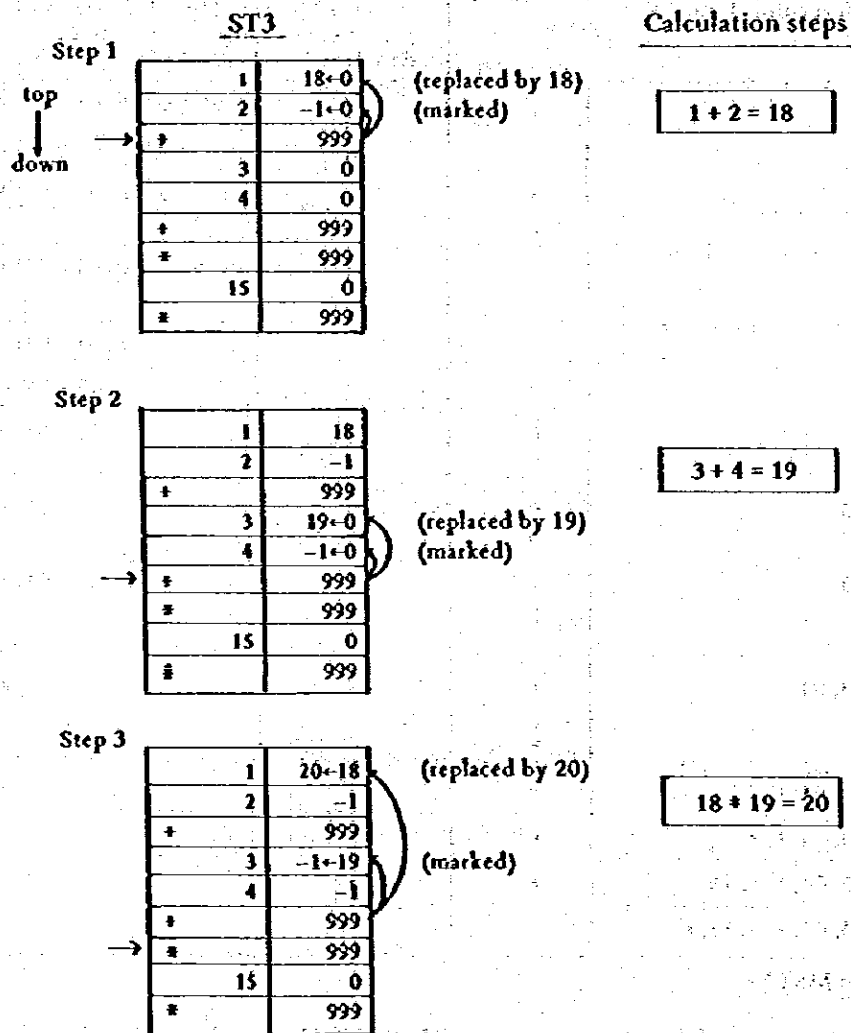 ST3
Calculation steps
Step 1
top
down
1 18←0 (replaced by 18)
2 -1←0 (marked)
→ + 999
3 0
4 0
+ 999
* 999
15 0
* 999
1 + 2 = 18
Step 2
1 18
2 -1
+ 999
3 19←0 (replaced by 19)
4 -1←0 (marked)
→ + 999
* 999
15 0
* 999
3 + 4 = 19
Step 3
1 20←18 (replaced by 20)
2 -1
+ 999
3 -1←19 (marked)
4 -1
+ 999
→ * 999
15 0
* 999
18 * 19 = 20